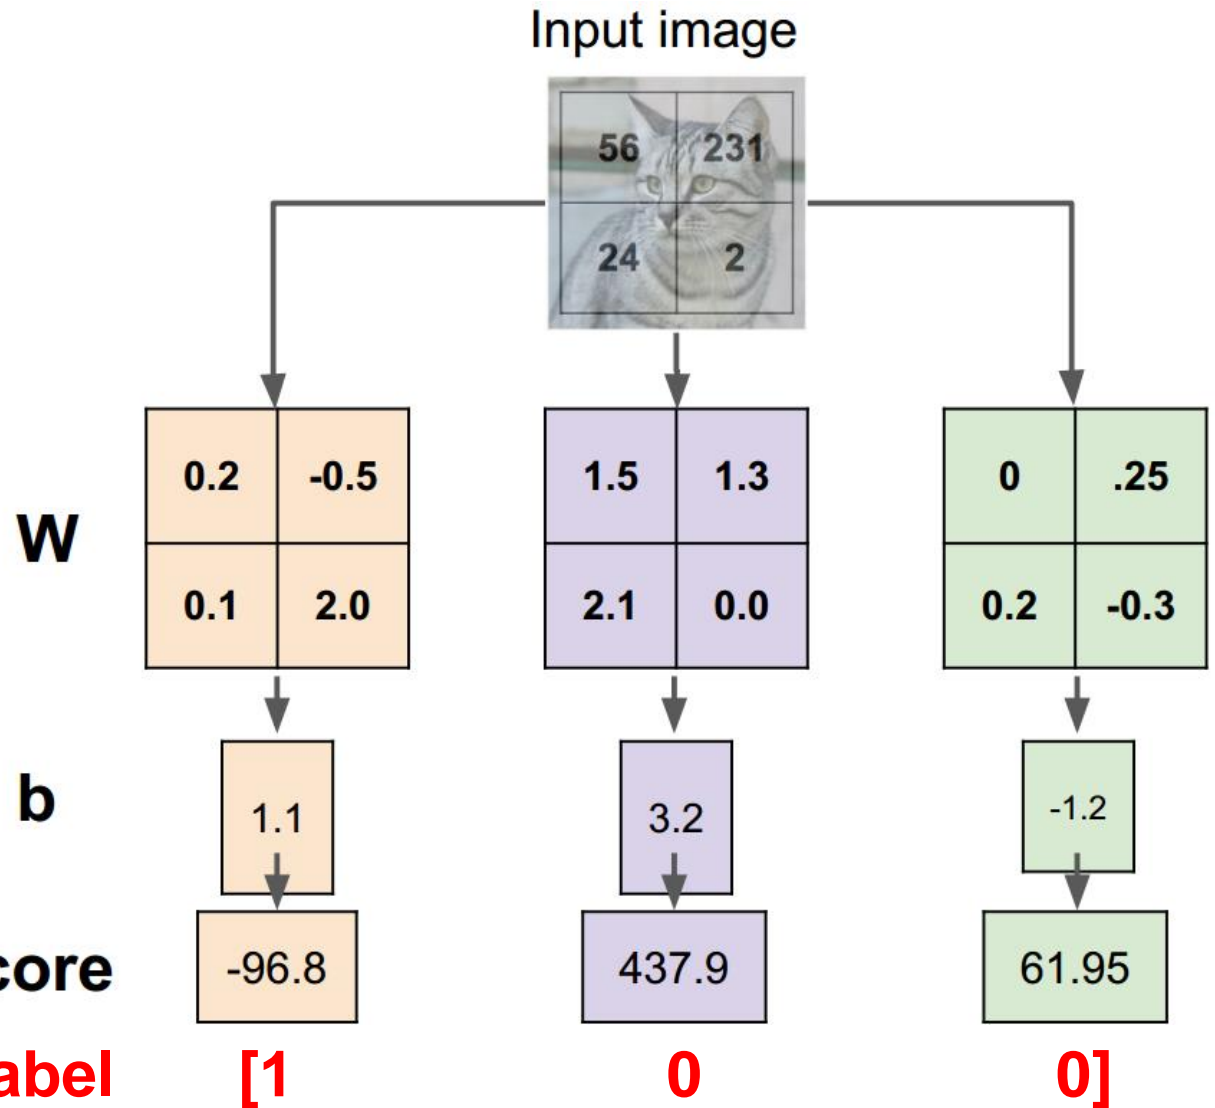 Input image
56 231
24 2
W
0.2 -0.5 1.5 1.3 0 .25
0.1 2.0 2.1 0.0 0.2 -0.3
b
1.1 3.2 -1.2
core -96.8 437.9 61.95
abel [1 0 0]